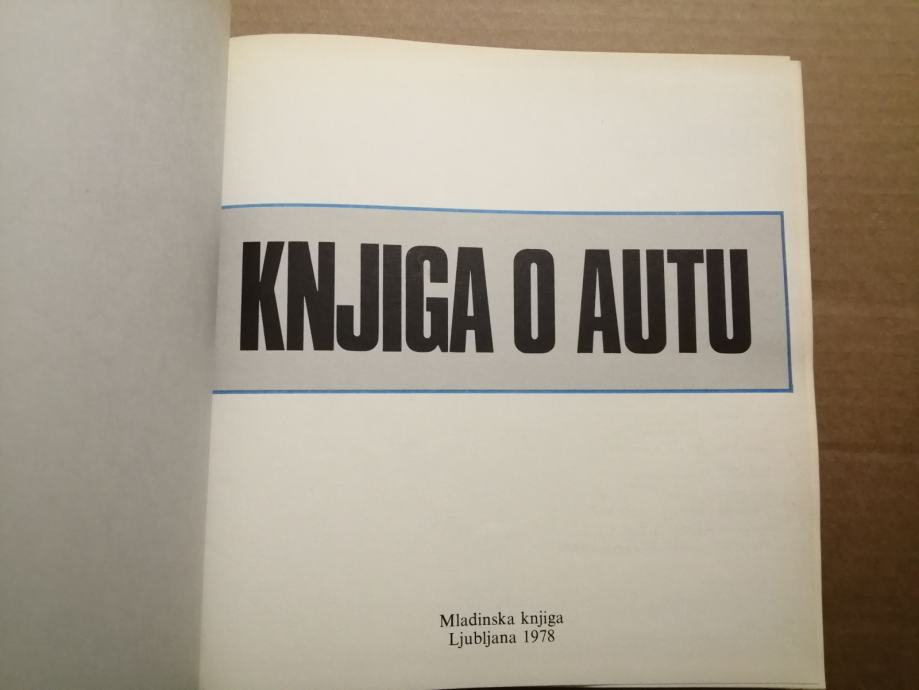 KNJIGA O AUTU
Mladinska knjiga
Ljubljana 1978